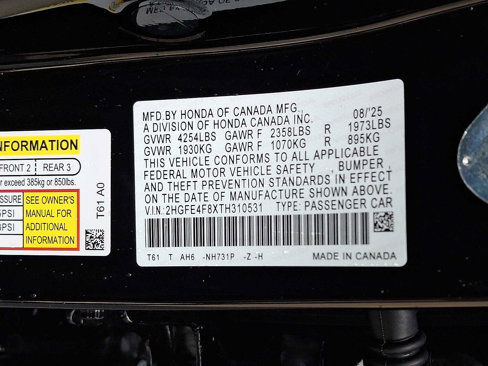 MFD.BY HONDA OF CANADA MFG., 08/'25
A DIVISION OF HONDA CANADA INC.
GVWR 4254LBS GAWR F 2358LBS R 1973LBS
GVWR 1930KG GAWR F 1070KG R 895KG
THIS VEHICLE CONFORMS TO ALL APPLICABLE
FEDERAL MOTOR VEHICLE SAFETY , BUMPER ,
AND THEFT PREVENTION STANDARDS IN EFFECT
ON THE DATE OF MANUFACTURE SHOWN ABOVE.
V.I.N.:2HGFE4F8XTH310531 TYPE: PASSENGER CAR
T61 T AH6 -NH731P -Z -H MADE IN CANADA
INFORMATION
FRONT 2 REAR 3
exceed 385kg or 850lbs.
SEE OWNER'S
MANUAL FOR
ADDITIONAL
INFORMATION
T61 A0